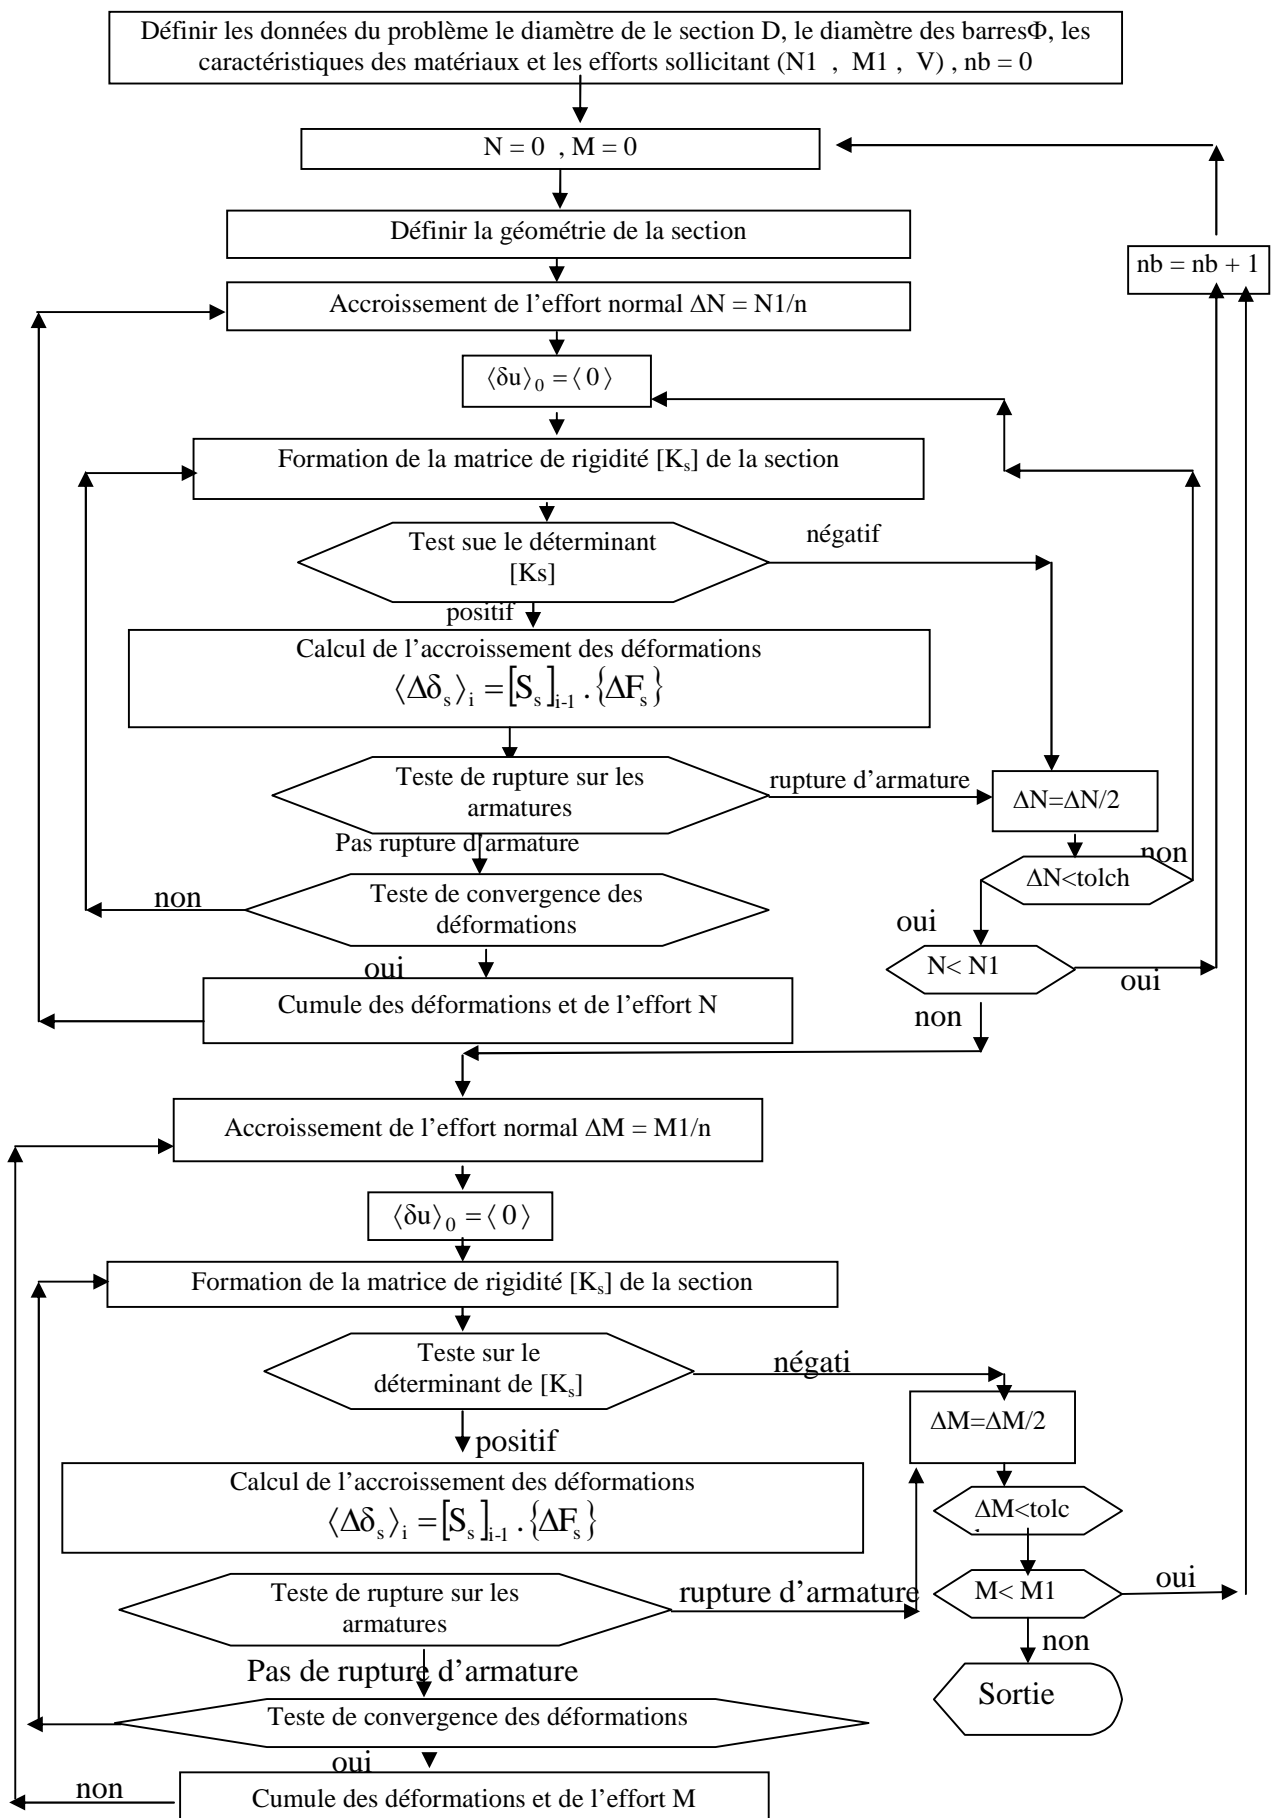 Définir les données du problème le diamètre de le section D, le diamètre des barresΦ, les
caractéristiques des matériaux et les efforts sollicitant (N1 , M1 , V) , nb = 0
N = 0 , M = 0
Définir la géométrie de la section
nb = nb + 1
Accroissement de l’effort normal ΔN = N1/n
⟨δu⟩₀ = ⟨ 0 ⟩
Formation de la matrice de rigidité [Kₛ] de la section
Test sue le déterminant
[Ks]
négatif
positif
Calcul de l’accroissement des déformations
⟨Δδₛ⟩ᵢ = [Sₛ]ᵢ₋₁ . {ΔFₛ}
Teste de rupture sur les
armatures
rupture d’armature
ΔN=ΔN/2
Pas rupture d’armature
non
ΔN<tolch
Teste de convergence des
déformations
non
oui
oui
N< N1
oui
Cumule des déformations et de l’effort N
non
Accroissement de l’effort normal ΔM = M1/n
⟨δu⟩₀ = ⟨ 0 ⟩
Formation de la matrice de rigidité [Kₛ] de la section
Teste sur le
déterminant de [Kₛ]
négati
ΔM=ΔM/2
positif
Calcul de l’accroissement des déformations
⟨Δδₛ⟩ᵢ = [Sₛ]ᵢ₋₁ . {ΔFₛ}
ΔM<tolc
Teste de rupture sur les
armatures
rupture d’armature
M< M1
oui
non
Pas de rupture d’armature
Sortie
Teste de convergence des déformations
oui
non
Cumule des déformations et de l’effort M